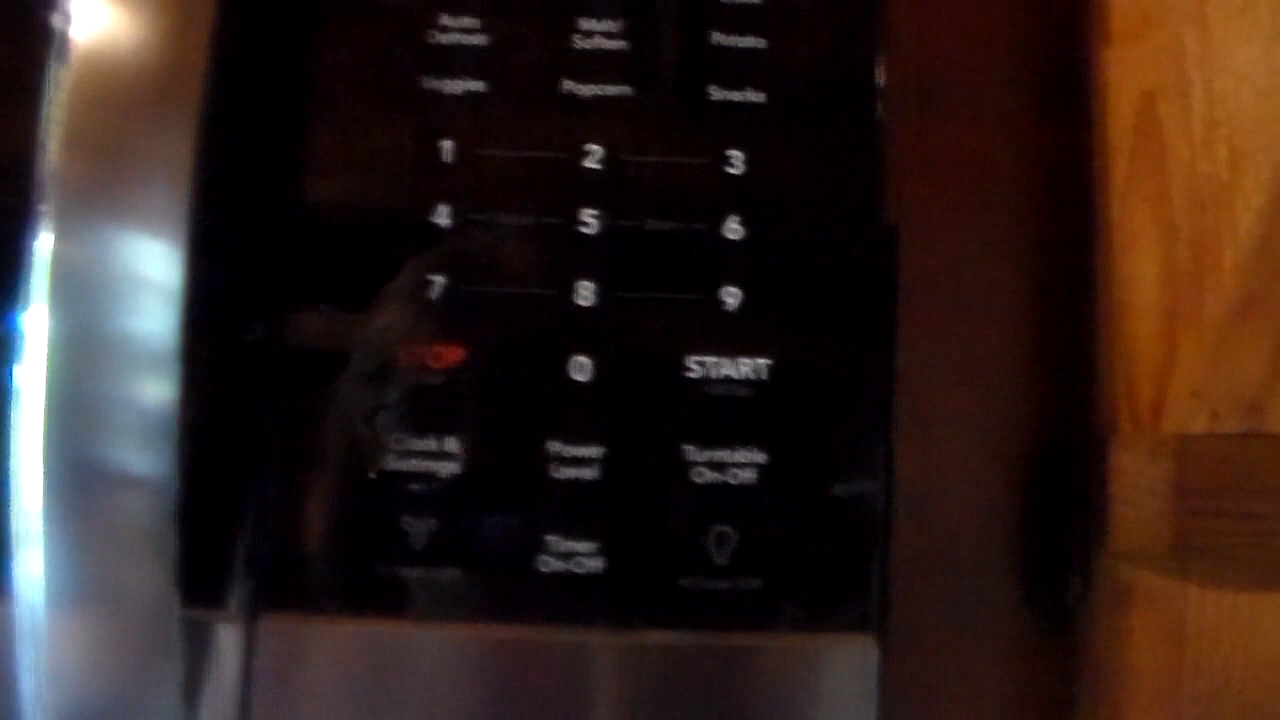 Auto
Defrost
Melt/
Soften
Potato
Veggies
Popcorn
Snacks
1 2 3
4 5 6
7 8 9
STOP 0 START
Clock &
Settings
Power
Level
Turntable
On•Off
Timer
On•Off